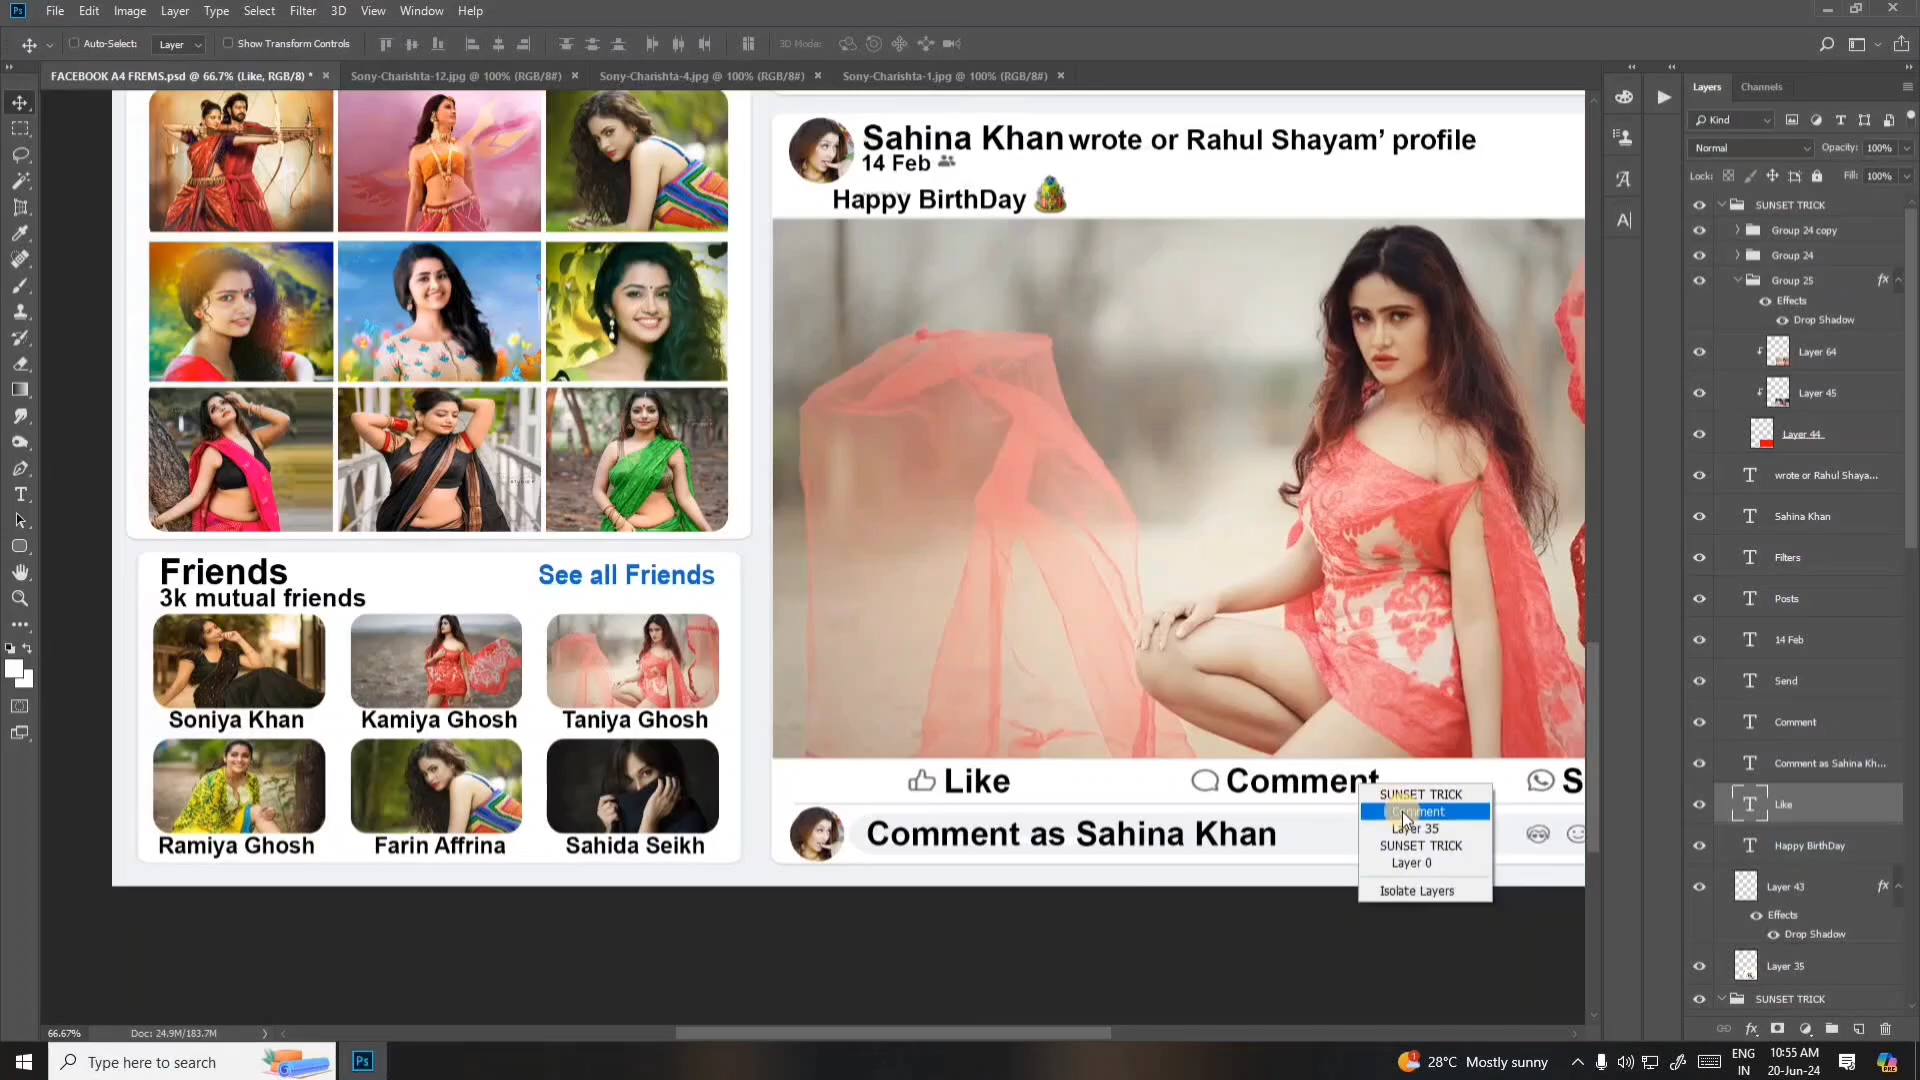 Ps File Edit Image Layer Type Select Filter 3D View Window Help
Auto-Select: Layer Show Transform Controls 3D Mode:
FACEBOOK A4 FREMS.psd @ 66.7% (Like, RGB/8) * Sony-Charishta-12.jpg @ 100% (RGB/8#) Sony-Charishta-4.jpg @ 100% (RGB/8#) Sony-Charishta-1.jpg @ 100% (RGB/8#)
Sahina Khan wrote or Rahul Shayam’ profile
14 Feb
Happy BirthDay
Friends
See all Friends
3k mutual friends
Soniya Khan Kamiya Ghosh Taniya Ghosh
Ramiya Ghosh Farin Affrina Sahida Seikh
Like Comment S
Comment as Sahina Khan
SUNSET TRICK
Comment
Layer 35
SUNSET TRICK
Layer 0
Isolate Layers
Layers Channels
Kind
Normal Opacity: 100%
Lock: Fill: 100%
SUNSET TRICK
Group 24 copy
Group 24
Group 25 fx
Effects
Drop Shadow
Layer 64
Layer 45
Layer 44
T wrote or Rahul Shaya...
T Sahina Khan
T Filters
T Posts
T 14 Feb
T Send
T Comment
T Comment as Sahina Kh...
T Like
T Happy BirthDay
Layer 43 fx
Effects
Drop Shadow
Layer 35
SUNSET TRICK
66.67% Doc: 24.9M/183.7M
Type here to search
Ps
28°C Mostly sunny
ENG
IN
10:55 AM
20-Jun-24